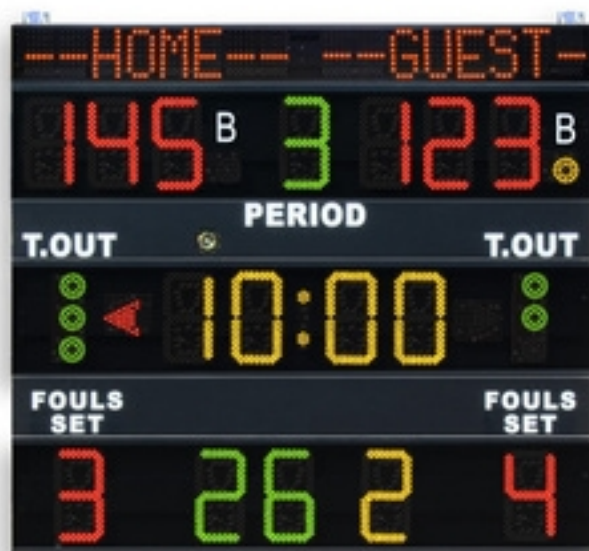 --HOME-- --GUEST-
145 B 3 123 B
PERIOD
T.OUT T.OUT
10:00
FOULS SET FOULS SET
3 26 2 4